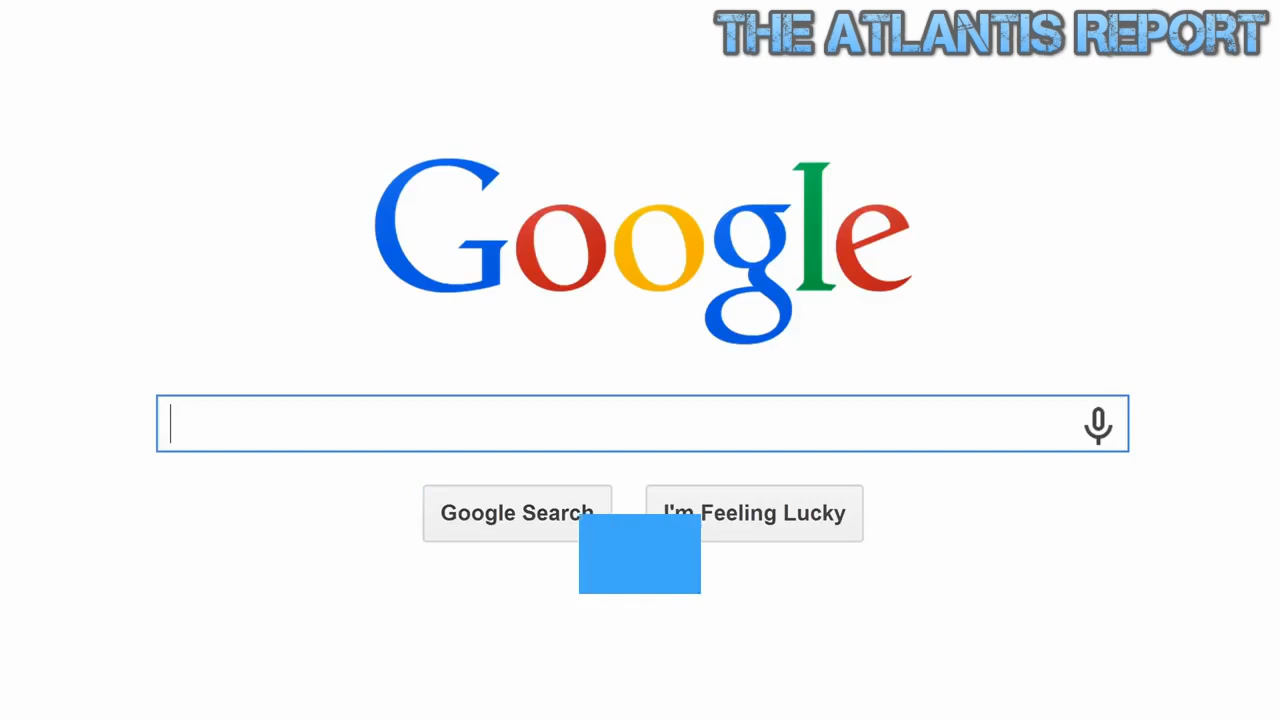 THE ATLANTIS REPORT
Google
Google Search
I'm Feeling Lucky